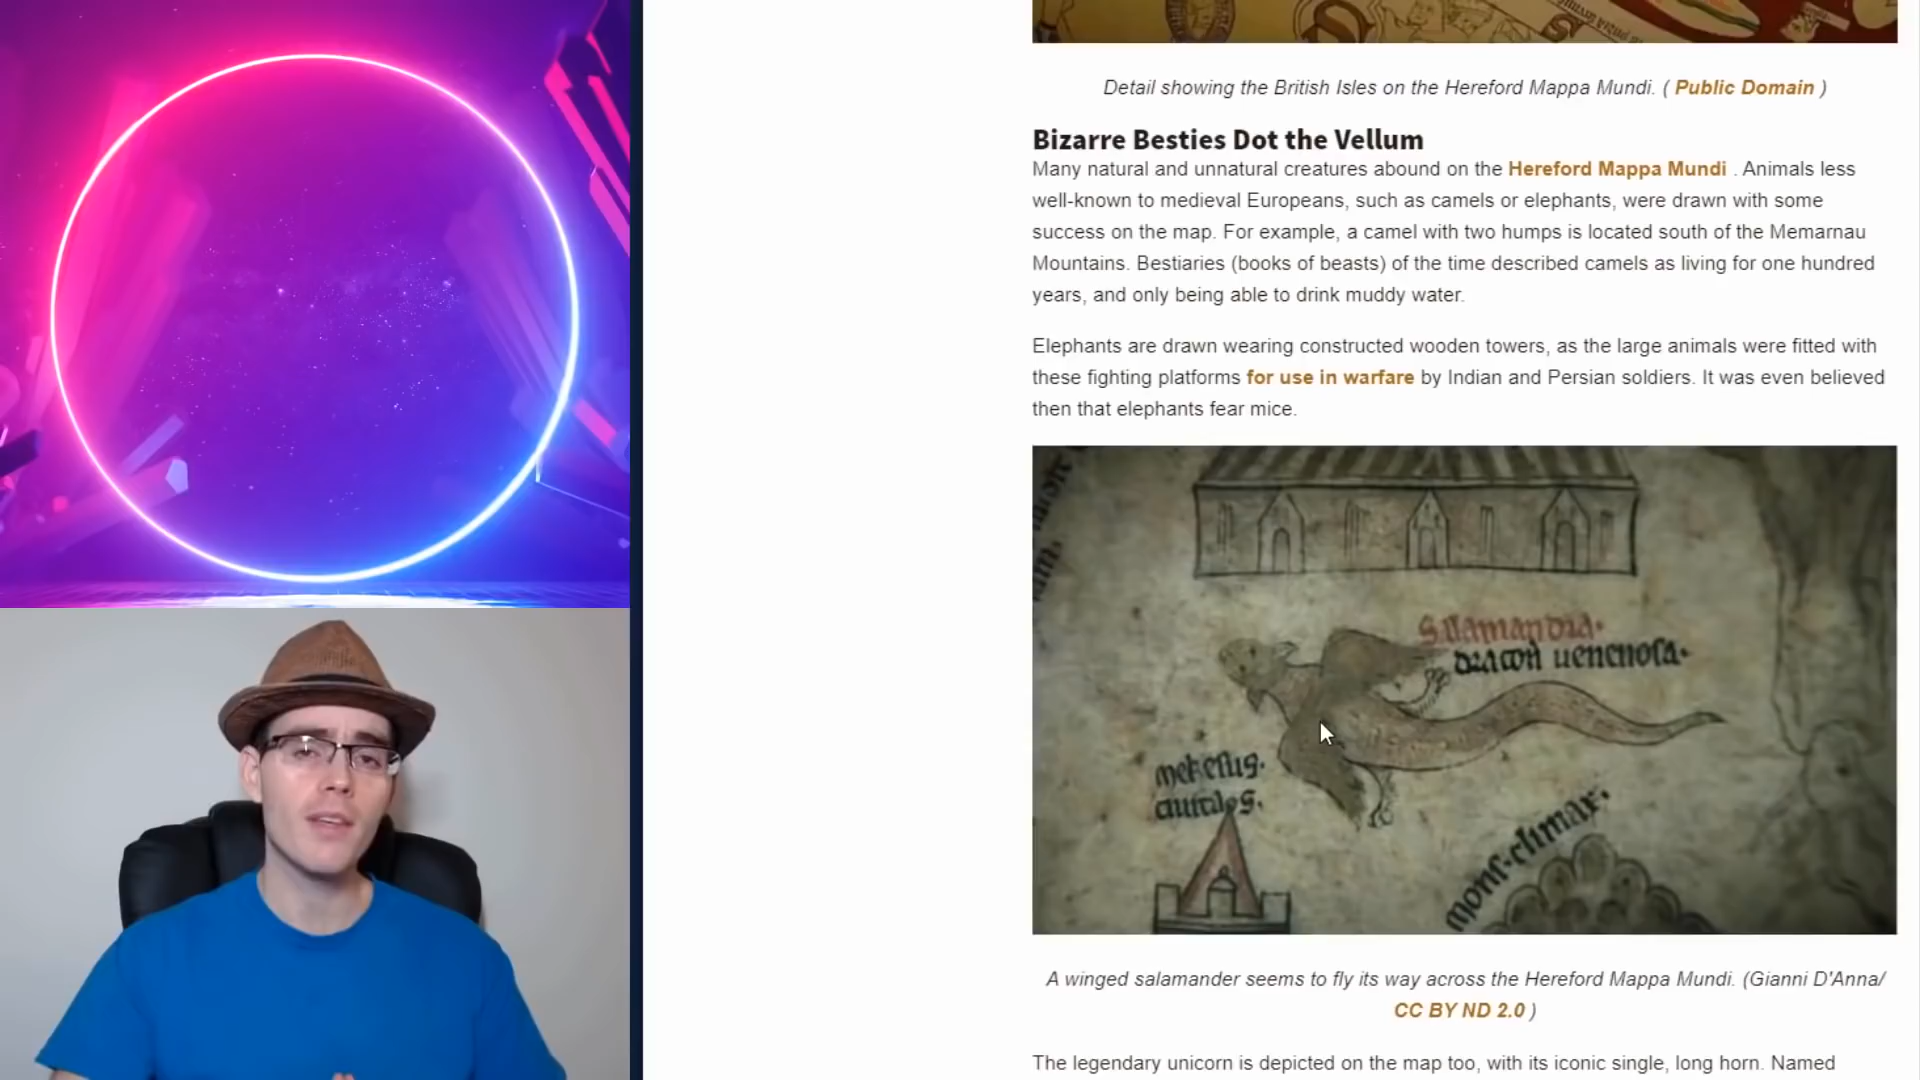 Detail showing the British Isles on the Hereford Mappa Mundi. ( Public Domain )
Bizarre Besties Dot the Vellum
Many natural and unnatural creatures abound on the Hereford Mappa Mundi . Animals less
well-known to medieval Europeans, such as camels or elephants, were drawn with some
success on the map. For example, a camel with two humps is located south of the Memarnau
Mountains. Bestiaries (books of beasts) of the time described camels as living for one hundred
years, and only being able to drink muddy water.
Elephants are drawn wearing constructed wooden towers, as the large animals were fitted with
these fighting platforms for use in warfare by Indian and Persian soldiers. It was even believed
then that elephants fear mice.
Salamandra.
uenenosa.
mons.climax.
A winged salamander seems to fly its way across the Hereford Mappa Mundi. (Gianni D'Anna/
CC BY ND 2.0 )
The legendary unicorn is depicted on the map too, with its iconic single, long horn. Named